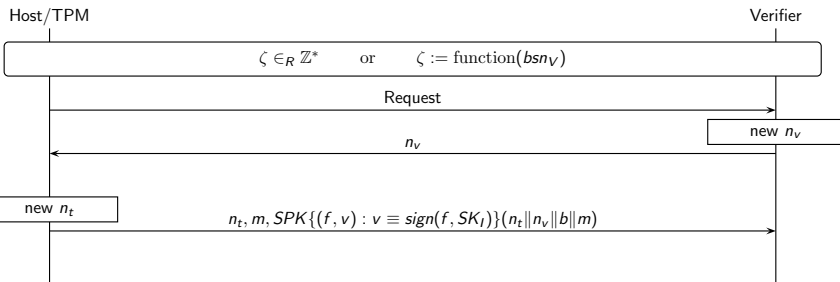 Host/TPM Verifier
ζ ∈_R ℤ* or ζ := function(bsn_V)
Request
new n_v
n_v
new n_t
n_t, m, SPK{(f, v) : v ≡ sign(f, SK_I)}(n_t‖n_v‖b‖m)